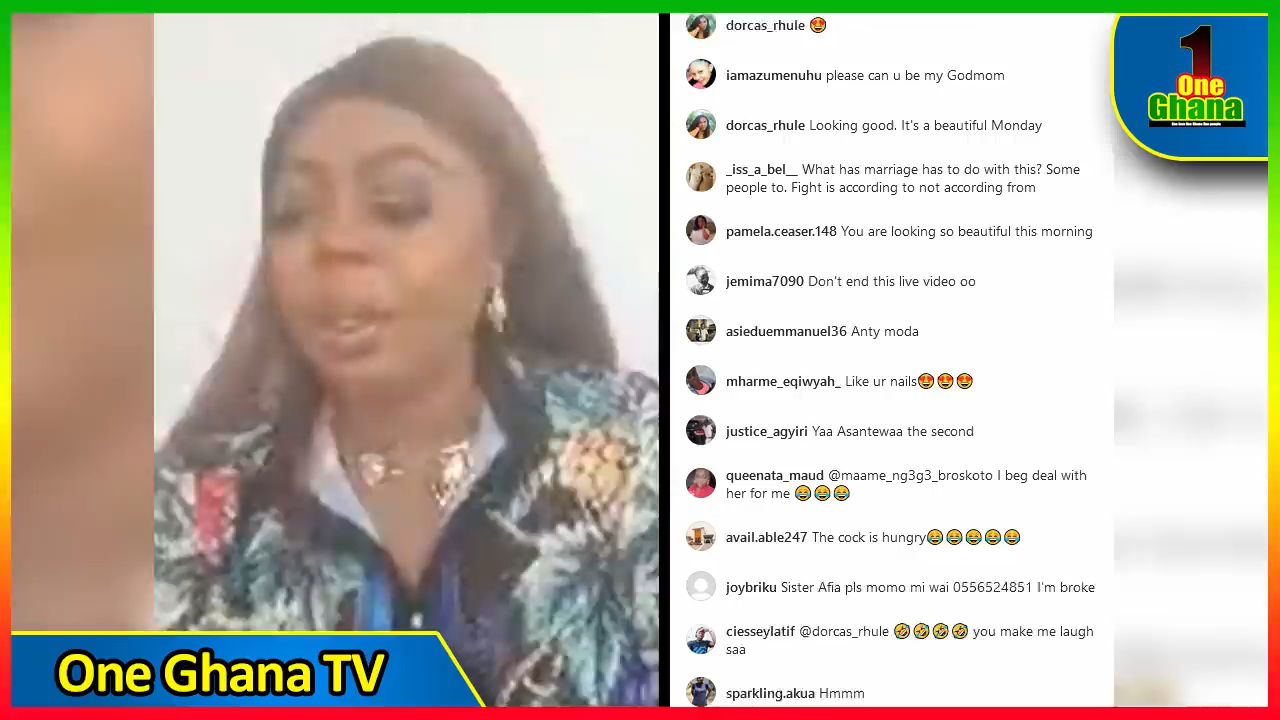 dorcas_rhule 😍
iamazumenuhu please can u be my Godmom
dorcas_rhule Looking good. It's a beautiful Monday
_iss_a_bel__ What has marriage has to do with this? Some
people to. Fight is according to not according from
pamela.ceaser.148 You are looking so beautiful this morning
jemima7090 Don't end this live video oo
asieduemmanuel36 Anty moda
mharme_eqiwyah_ Like ur nails😍😍😍
justice_agyiri Yaa Asantewaa the second
queenata_maud @maame_ng3g3_broskoto I beg deal with
her for me 😂😂😂
avail.able247 The cock is hungry😂😂😂😂😂
joybriku Sister Afia pls momo mi wai 0556524851 I'm broke
ciesseylatif @dorcas_rhule 🤣🤣🤣🤣 you make me laugh
saa
sparkling.akua Hmmm
1
One
Ghana
One Ghana TV